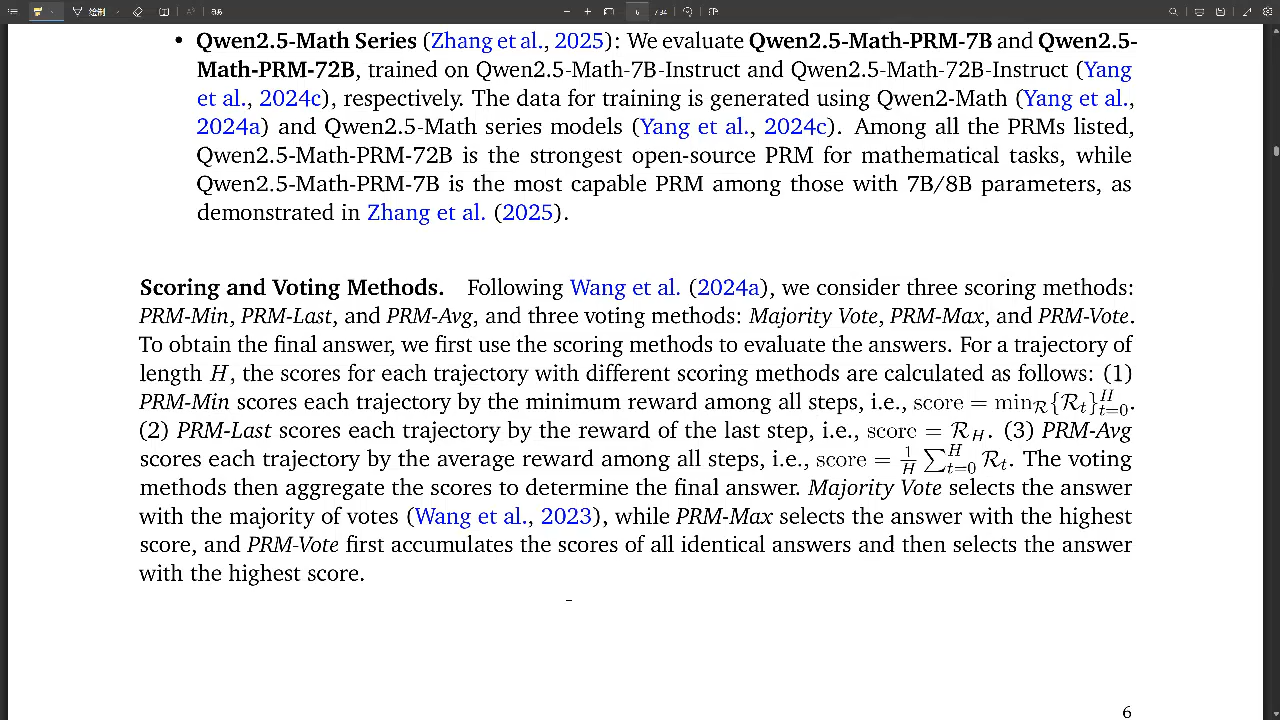 绘制
6 / 34
• Qwen2.5-Math Series (Zhang et al., 2025): We evaluate Qwen2.5-Math-PRM-7B and Qwen2.5-
Math-PRM-72B, trained on Qwen2.5-Math-7B-Instruct and Qwen2.5-Math-72B-Instruct (Yang
et al., 2024c), respectively. The data for training is generated using Qwen2-Math (Yang et al.,
2024a) and Qwen2.5-Math series models (Yang et al., 2024c). Among all the PRMs listed,
Qwen2.5-Math-PRM-72B is the strongest open-source PRM for mathematical tasks, while
Qwen2.5-Math-PRM-7B is the most capable PRM among those with 7B/8B parameters, as
demonstrated in Zhang et al. (2025).
Scoring and Voting Methods. Following Wang et al. (2024a), we consider three scoring methods:
PRM-Min, PRM-Last, and PRM-Avg, and three voting methods: Majority Vote, PRM-Max, and PRM-Vote.
To obtain the final answer, we first use the scoring methods to evaluate the answers. For a trajectory of
length H, the scores for each trajectory with different scoring methods are calculated as follows: (1)
PRM-Min scores each trajectory by the minimum reward among all steps, i.e., score = min_ℛ{ℛ_t}_{t=0}^H.
(2) PRM-Last scores each trajectory by the reward of the last step, i.e., score = ℛ_H. (3) PRM-Avg
scores each trajectory by the average reward among all steps, i.e., score = 1/H ∑_{t=0}^H ℛ_t. The voting
methods then aggregate the scores to determine the final answer. Majority Vote selects the answer
with the majority of votes (Wang et al., 2023), while PRM-Max selects the answer with the highest
score, and PRM-Vote first accumulates the scores of all identical answers and then selects the answer
with the highest score.
6